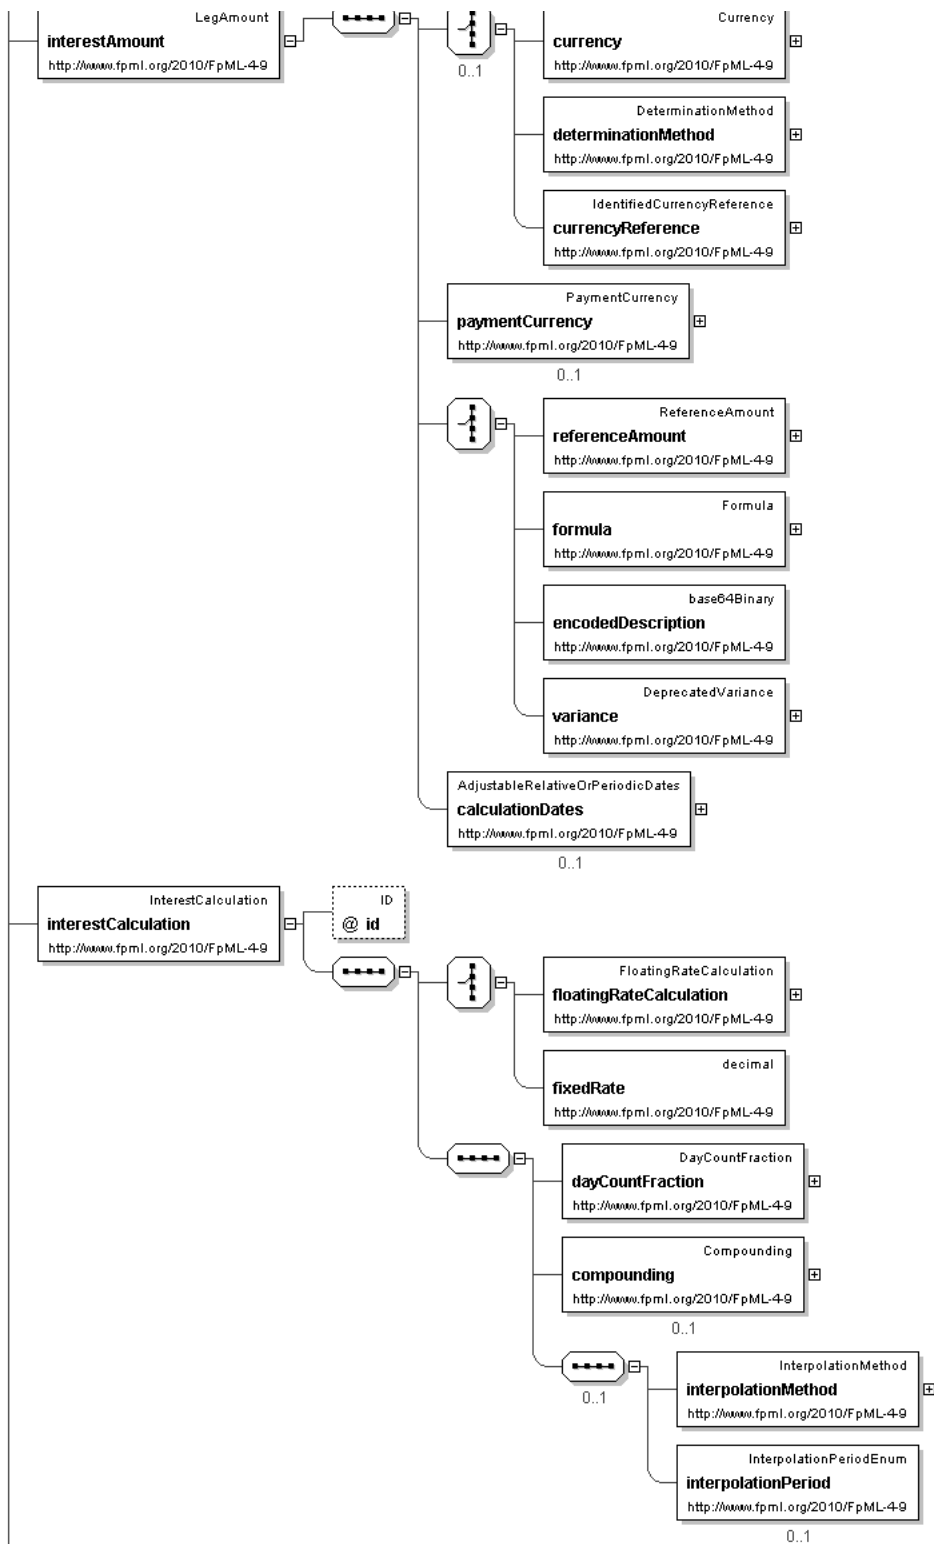 LegAmount
interestAmount
http://www.fpml.org/2010/FpML-4-9
0..1
Currency
currency
http://www.fpml.org/2010/FpML-4-9
DeterminationMethod
determinationMethod
http://www.fpml.org/2010/FpML-4-9
IdentifiedCurrencyReference
currencyReference
http://www.fpml.org/2010/FpML-4-9
PaymentCurrency
paymentCurrency
http://www.fpml.org/2010/FpML-4-9
0..1
ReferenceAmount
referenceAmount
http://www.fpml.org/2010/FpML-4-9
Formula
formula
http://www.fpml.org/2010/FpML-4-9
base64Binary
encodedDescription
http://www.fpml.org/2010/FpML-4-9
DeprecatedVariance
variance
http://www.fpml.org/2010/FpML-4-9
AdjustableRelativeOrPeriodicDates
calculationDates
http://www.fpml.org/2010/FpML-4-9
0..1
InterestCalculation
interestCalculation
http://www.fpml.org/2010/FpML-4-9
ID
@ id
FloatingRateCalculation
floatingRateCalculation
http://www.fpml.org/2010/FpML-4-9
decimal
fixedRate
http://www.fpml.org/2010/FpML-4-9
DayCountFraction
dayCountFraction
http://www.fpml.org/2010/FpML-4-9
Compounding
compounding
http://www.fpml.org/2010/FpML-4-9
0..1
0..1
InterpolationMethod
interpolationMethod
http://www.fpml.org/2010/FpML-4-9
InterpolationPeriodEnum
interpolationPeriod
http://www.fpml.org/2010/FpML-4-9
0..1